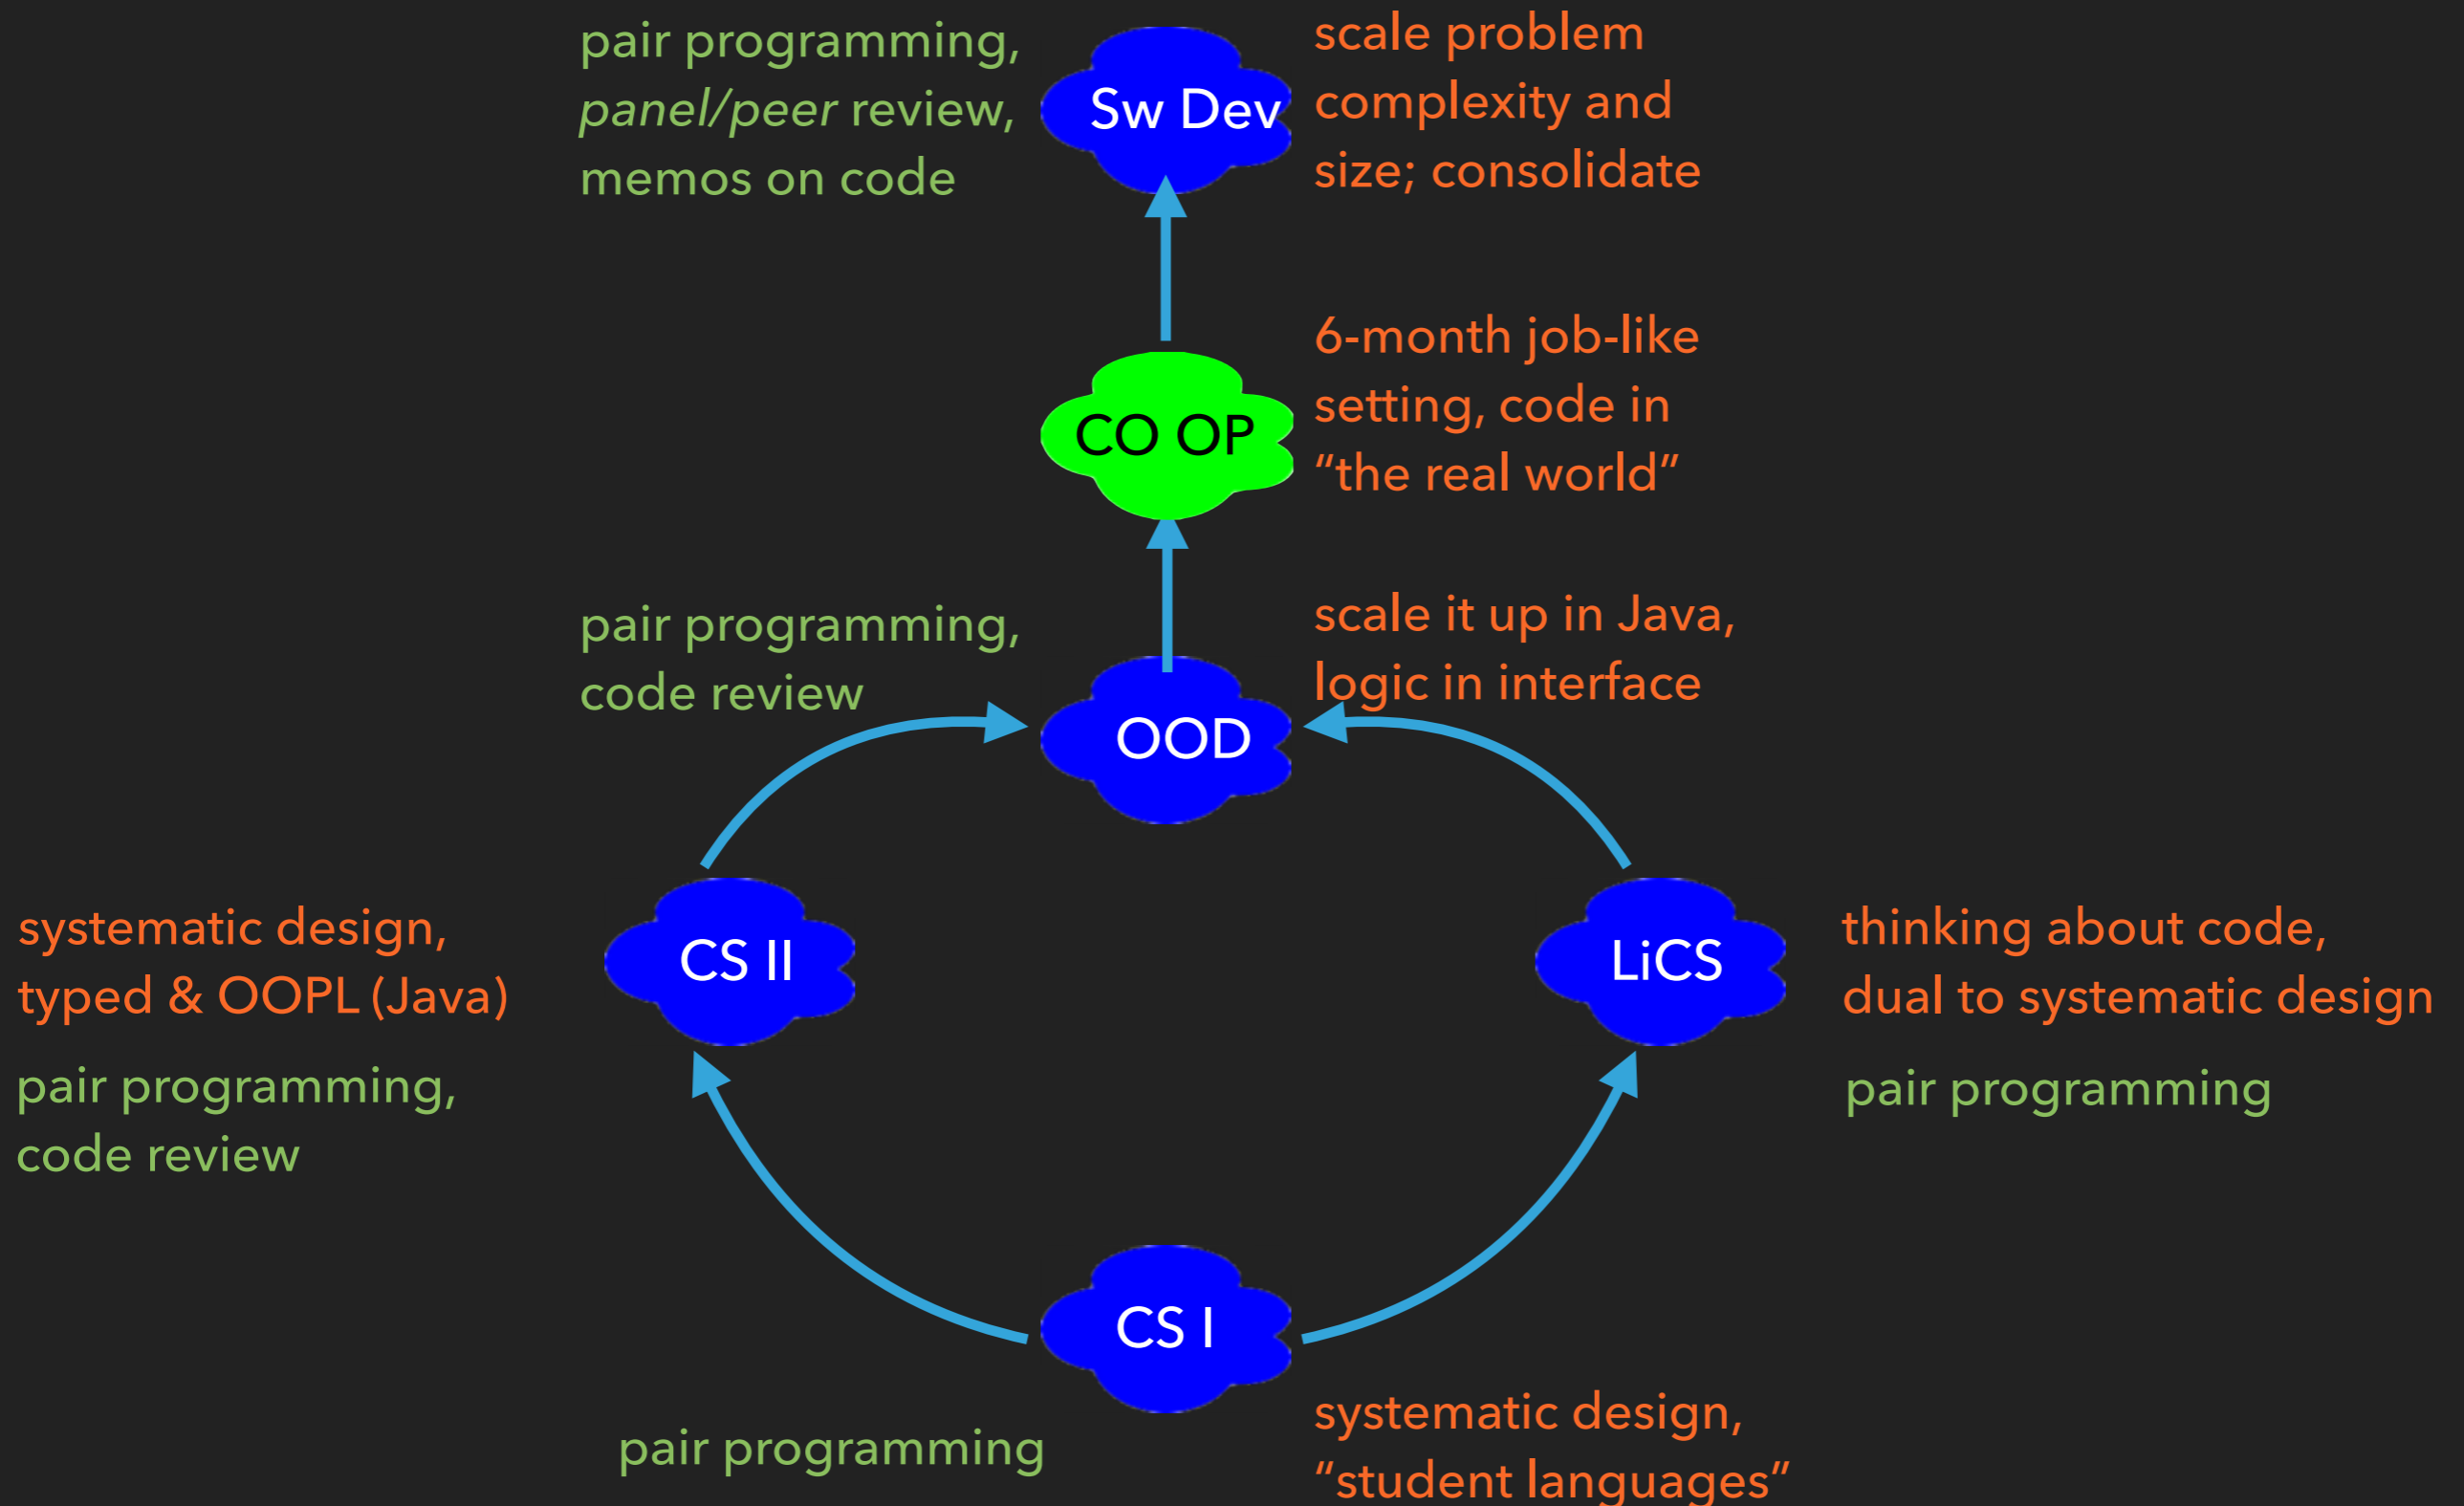 pair programming,
panel/peer review,
memos on code
Sw Dev
scale problem
complexity and
size; consolidate
CO OP
6-month job-like
setting, code in
“the real world”
pair programming,
code review
OOD
scale it up in Java,
logic in interface
systematic design,
typed & OOPL (Java)
pair programming,
code review
CS II
LiCS
thinking about code,
dual to systematic design
pair programming
CS I
pair programming
systematic design,
“student languages”